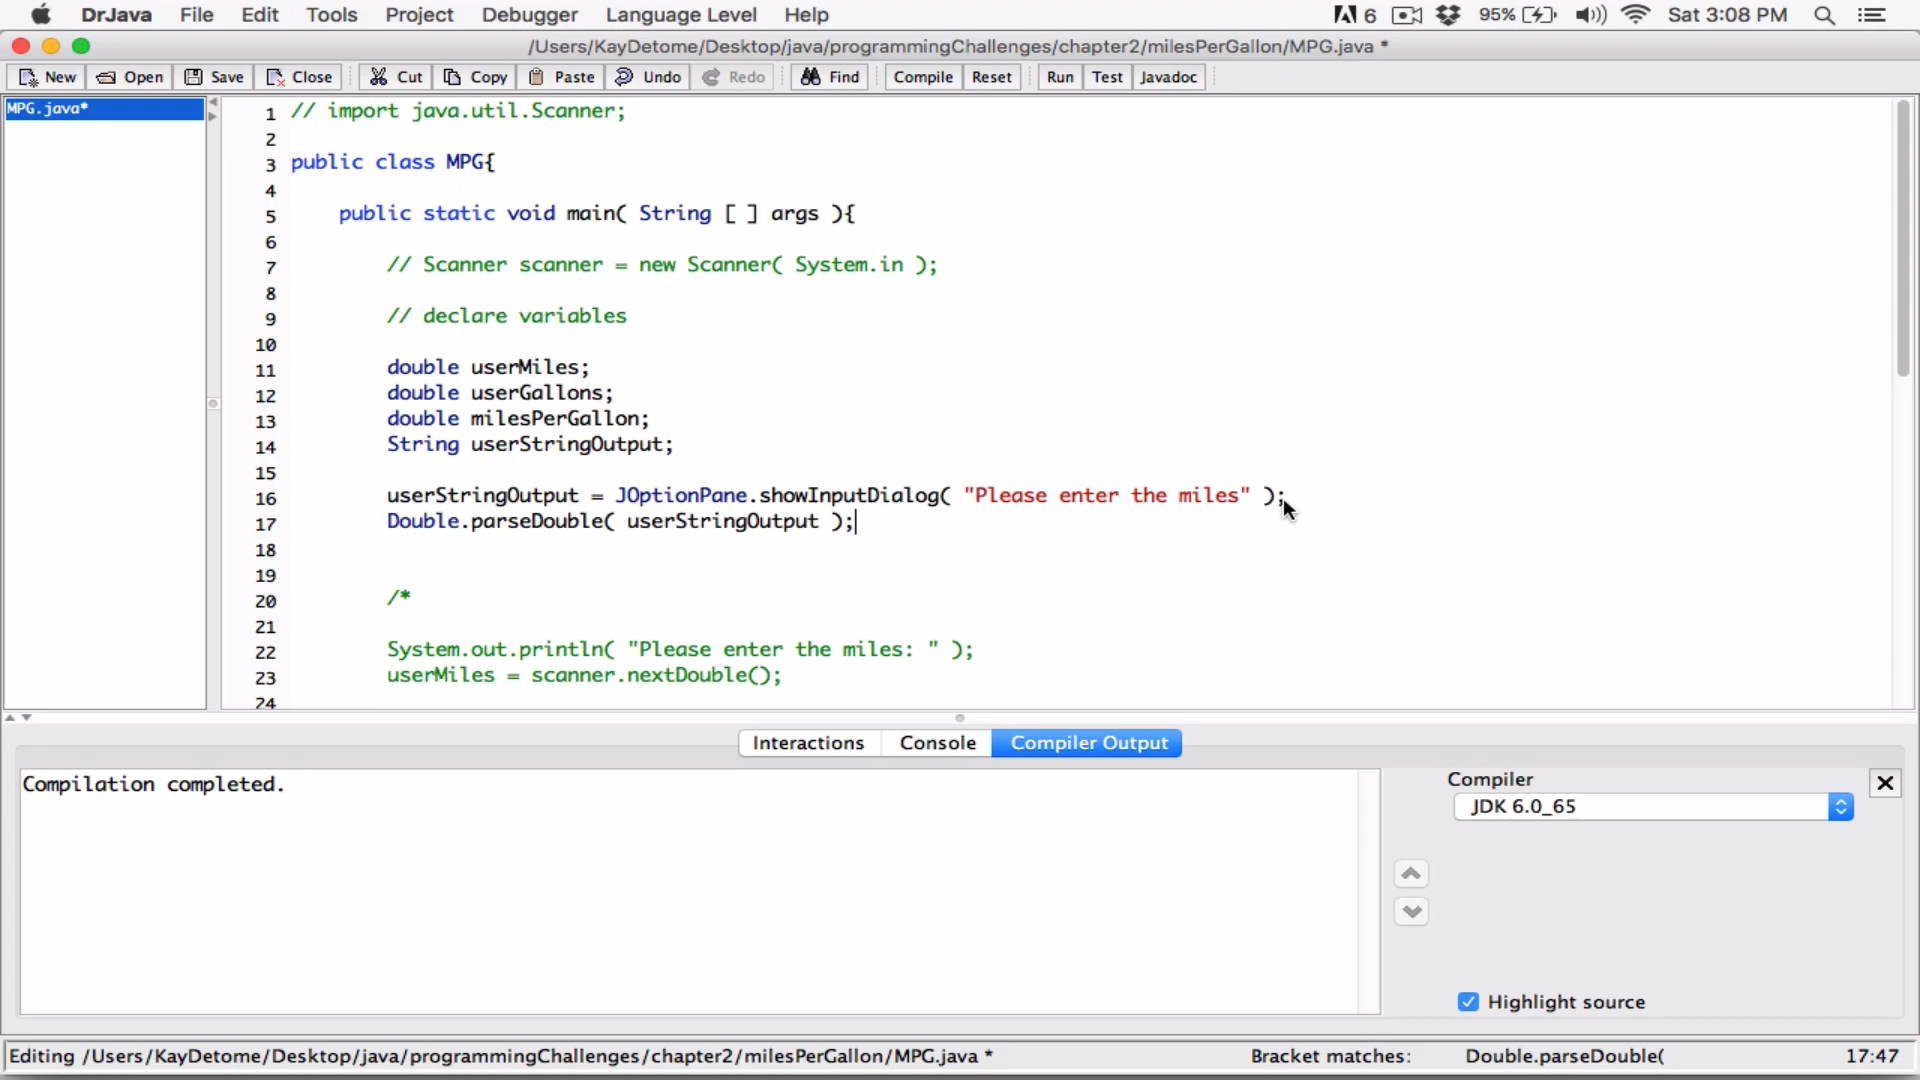 DrJava File Edit Tools Project Debugger Language Level Help 6 95% Sat 3:08 PM
/Users/KayDetome/Desktop/java/programmingChallenges/chapter2/milesPerGallon/MPG.java *
New Open Save Close Cut Copy Paste Undo Redo Find Compile Reset Run Test Javadoc
MPG.java*
1 // import java.util.Scanner;
2
3 public class MPG{
4
5 public static void main( String [ ] args ){
6
7 // Scanner scanner = new Scanner( System.in );
8
9 // declare variables
10
11 double userMiles;
12 double userGallons;
13 double milesPerGallon;
14 String userStringOutput;
15
16 userStringOutput = JOptionPane.showInputDialog( "Please enter the miles" );
17 Double.parseDouble( userStringOutput );
18
19
20 /*
21
22 System.out.println( "Please enter the miles: " );
23 userMiles = scanner.nextDouble();
24
Interactions Console Compiler Output
Compilation completed.
Compiler
JDK 6.0_65
Highlight source
Editing /Users/KayDetome/Desktop/java/programmingChallenges/chapter2/milesPerGallon/MPG.java * Bracket matches: Double.parseDouble( 17:47